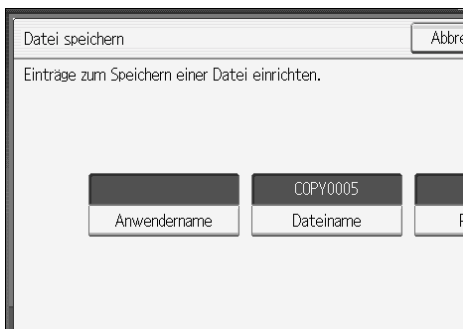 Datei speichern
Einträge zum Speichern einer Datei einrichten.
COPY0005
Anwendername Dateiname